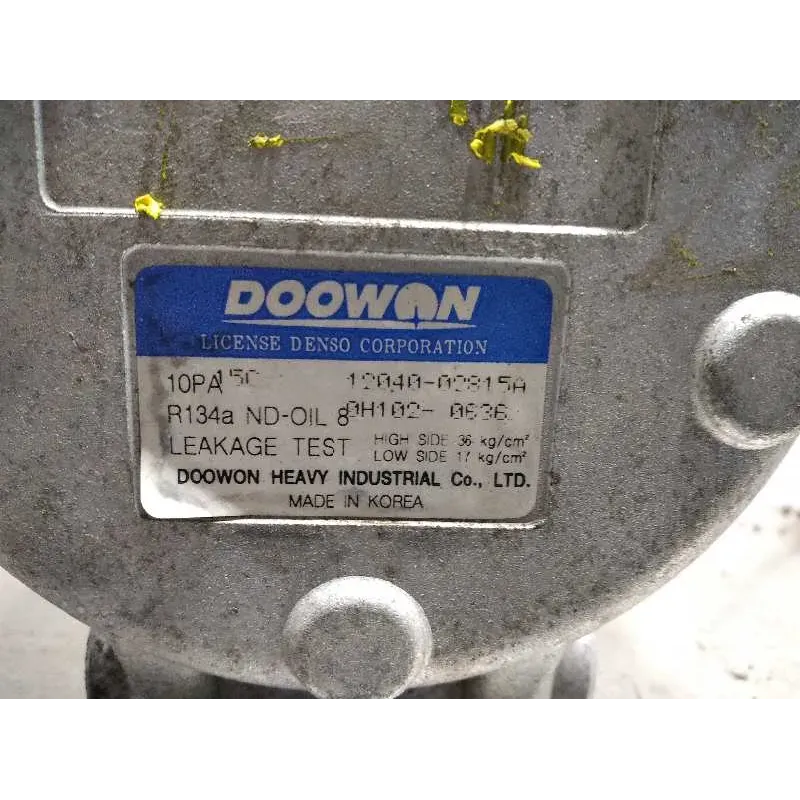 DOOWON
LICENSE DENSO CORPORATION
10PA15C 12040-02815A
R134a ND-OIL 8 0H102- 0636
LEAKAGE TEST HIGH SIDE 36 kg/cm²
LOW SIDE 17 kg/cm²
DOOWON HEAVY INDUSTRIAL Co., LTD.
MADE IN KOREA